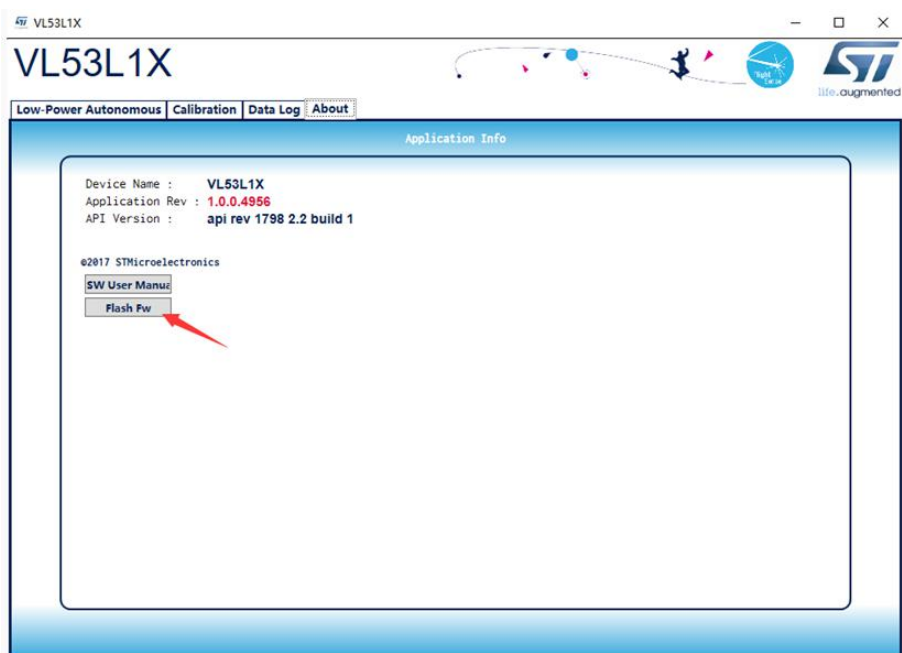 VL53L1X
VL53L1X
life.augmented
Low-Power Autonomous Calibration Data Log About
Application Info
Device Name : VL53L1X
Application Rev : 1.0.0.4956
API Version : api rev 1798 2.2 build 1
©2017 STMicroelectronics
SW User Manua
Flash Fw